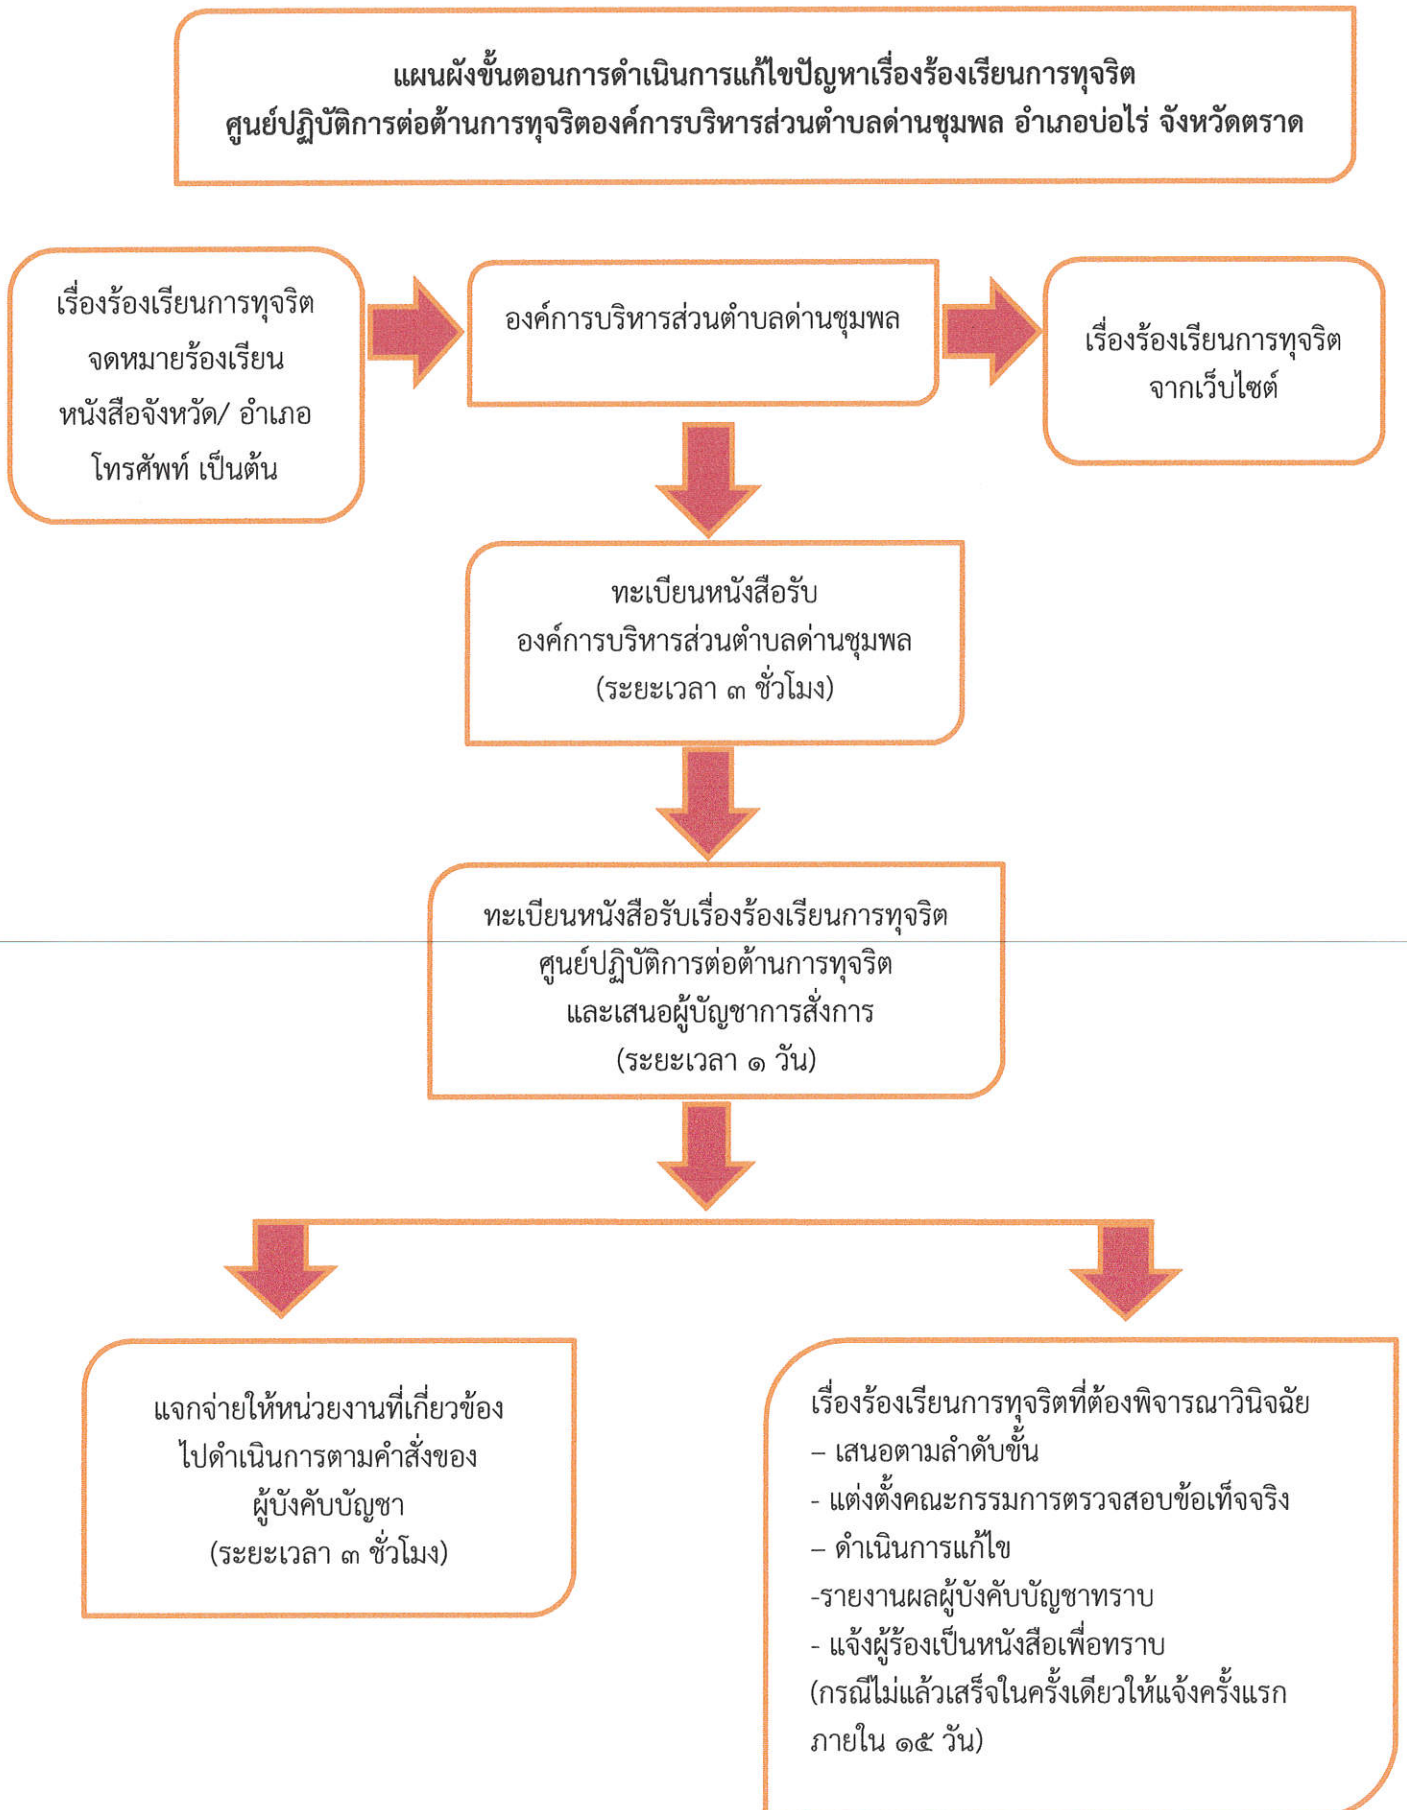 แผนผังขั้นตอนการดำเนินการแก้ไขปัญหาเรื่องร้องเรียนการทุจริต
ศูนย์ปฏิบัติการต่อต้านการทุจริตองค์การบริหารส่วนตำบลด่านชุมพล อำเภอบ่อไร่ จังหวัดตราด
เรื่องร้องเรียนการทุจริต
จดหมายร้องเรียน
หนังสือจังหวัด/ อำเภอ
โทรศัพท์ เป็นต้น
องค์การบริหารส่วนตำบลด่านชุมพล
เรื่องร้องเรียนการทุจริต
จากเว็บไซต์
ทะเบียนหนังสือรับ
องค์การบริหารส่วนตำบลด่านชุมพล
(ระยะเวลา ๓ ชั่วโมง)
ทะเบียนหนังสือรับเรื่องร้องเรียนการทุจริต
ศูนย์ปฏิบัติการต่อต้านการทุจริต
และเสนอผู้บัญชาการสั่งการ
(ระยะเวลา ๑ วัน)
แจกจ่ายให้หน่วยงานที่เกี่ยวข้อง
ไปดำเนินการตามคำสั่งของ
ผู้บังคับบัญชา
(ระยะเวลา ๓ ชั่วโมง)
เรื่องร้องเรียนการทุจริตที่ต้องพิจารณาวินิจฉัย
– เสนอตามลำดับขั้น
- แต่งตั้งคณะกรรมการตรวจสอบข้อเท็จจริง
– ดำเนินการแก้ไข
-รายงานผลผู้บังคับบัญชาทราบ
- แจ้งผู้ร้องเป็นหนังสือเพื่อทราบ
(กรณีไม่แล้วเสร็จในครั้งเดียวให้แจ้งครั้งแรก
ภายใน ๑๕ วัน)